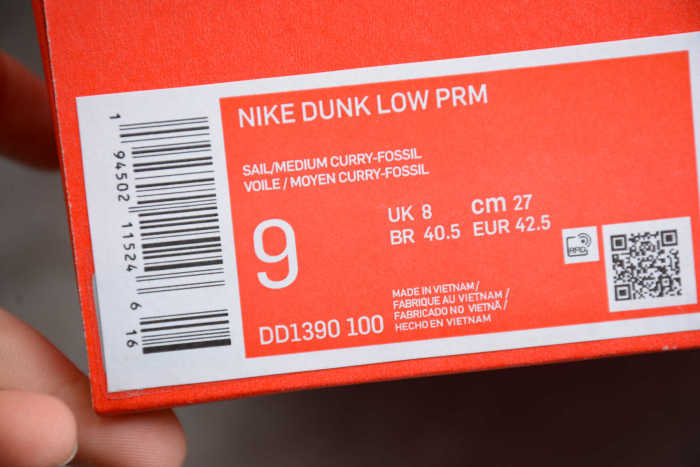 NIKE DUNK LOW PRM
SAIL/MEDIUM CURRY-FOSSIL
VOILE / MOYEN CURRY-FOSSIL
9
UK 8 cm 27
BR 40.5 EUR 42.5
DD1390 100
MADE IN VIETNAM/
FABRIQUE AU VIETNAM /
FABRICADO NO VIETNÃ /
HECHO EN VIETNAM
1 94502 11524 6 16